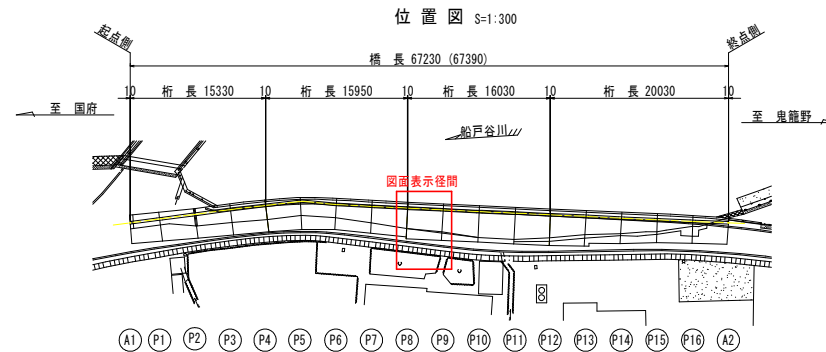 位置図 S=1:300
起点側
終点側
橋長 67230 (67390)
10 桁長 15330 10 桁長 15950 10 桁長 16030 10 桁長 20030 10
至 国府
至 鬼籠野
船戸谷川
図面表示径間
A1 P1 P2 P3 P4 P5 P6 P7 P8 P9 P10 P11 P12 P13 P14 P15 P16 A2